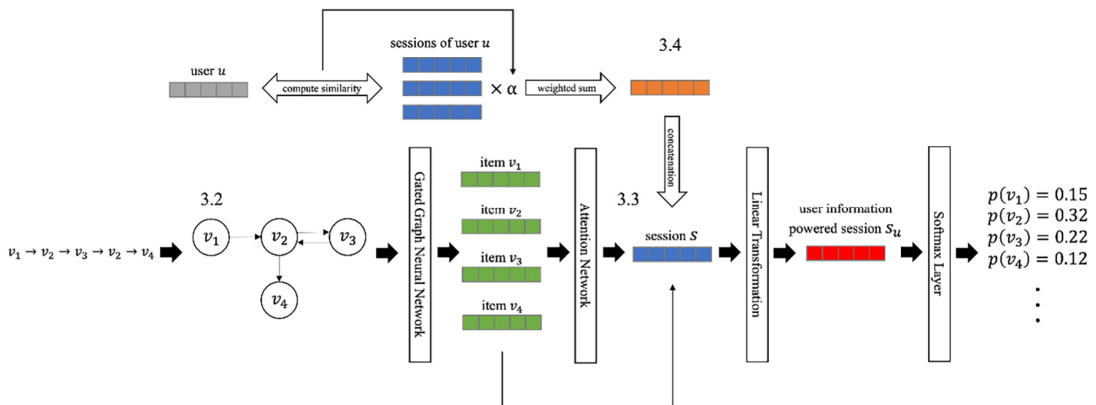 sessions of user u
3.4
user u
compute similarity
× α
weighted sum
concatenation
3.2
v₁ → v₂ → v₃ → v₂ → v₄
v₁
v₂
v₃
v₄
Gated Graph Neural Network
item v₁
item v₂
item v₃
item v₄
Attention Network
3.3
session S
Linear Transformation
user information
powered session Sᵤ
Softmax Layer
p(v₁) = 0.15
p(v₂) = 0.32
p(v₃) = 0.22
p(v₄) = 0.12